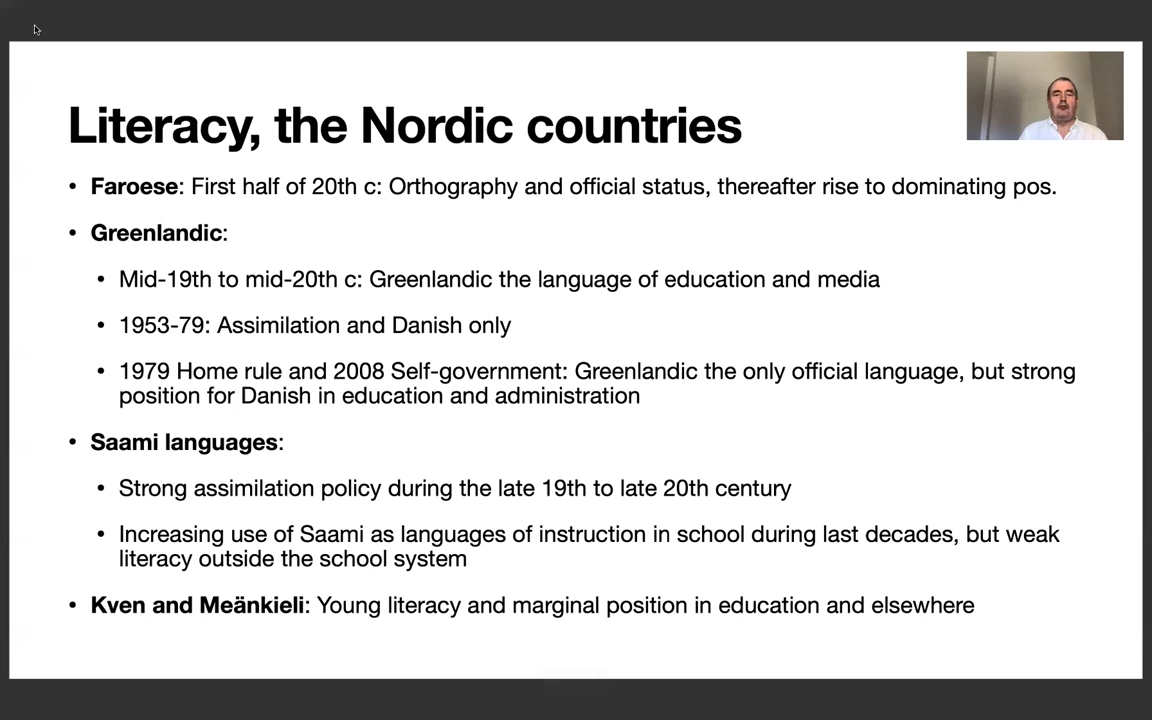 Literacy, the Nordic countries
• Faroese: First half of 20th c: Orthography and official status, thereafter rise to dominating pos.
• Greenlandic:
• Mid-19th to mid-20th c: Greenlandic the language of education and media
• 1953-79: Assimilation and Danish only
• 1979 Home rule and 2008 Self-government: Greenlandic the only official language, but strong
position for Danish in education and administration
• Saami languages:
• Strong assimilation policy during the late 19th to late 20th century
• Increasing use of Saami as languages of instruction in school during last decades, but weak
literacy outside the school system
• Kven and Meänkieli: Young literacy and marginal position in education and elsewhere